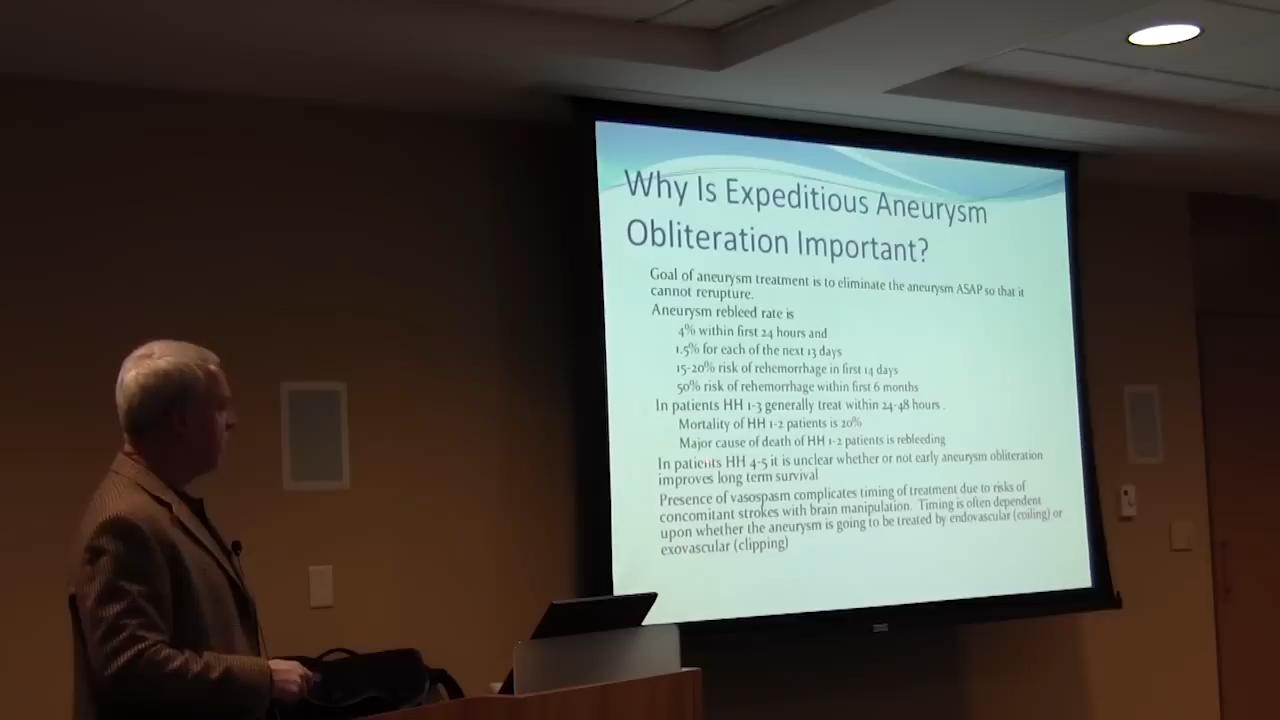 Why Is Expeditious Aneurysm
Obliteration Important?
Goal of aneurysm treatment is to eliminate the aneurysm ASAP so that it
cannot rerupture.
Aneurysm rebleed rate is
4% within first 24 hours and
1.5% for each of the next 13 days
15-20% risk of rehemorrhage in first 14 days
50% risk of rehemorrhage within first 6 months
In patients HH 1-3 generally treat within 24-48 hours .
Mortality of HH 1-2 patients is 20%
Major cause of death of HH 1-2 patients is rebleeding
In patients HH 4-5 it is unclear whether or not early aneurysm obliteration
improves long term survival
Presence of vasospasm complicates timing of treatment due to risks of
concomitant strokes with brain manipulation. Timing is often dependent
upon whether the aneurysm is going to be treated by endovascular (coiling) or
exovascular (clipping)